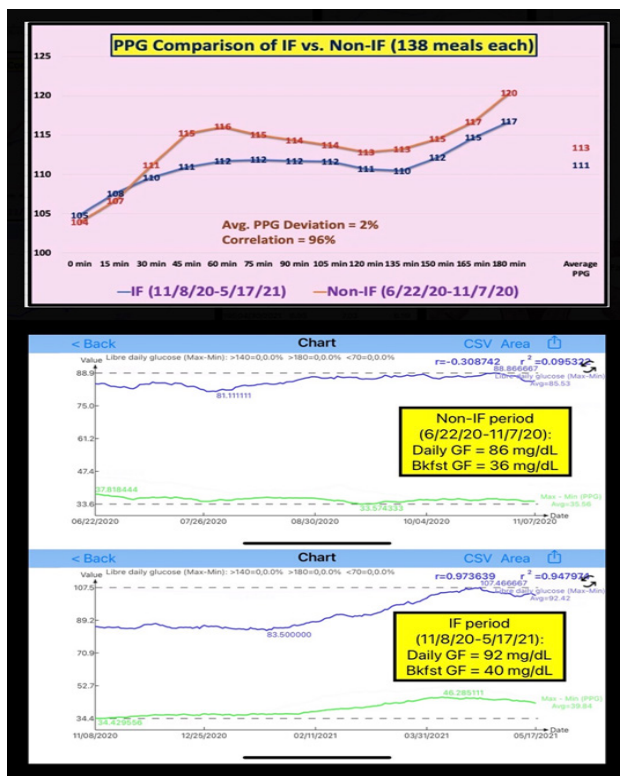 PPG Comparison of IF vs. Non-IF (138 meals each)
125
120
115
110
105
100
105 108 110 111 112 112 112 112 111 110 112 115 117
104 107 111 115 116 115 114 114 113 113 115 117 120
113
111
Avg. PPG Deviation = 2%
Correlation = 96%
0 min 15 min 30 min 45 min 60 min 75 min 90 min 105 min 120 min 135 min 150 min 165 min 180 min Average PPG
IF (11/8/20-5/17/21) Non-IF (6/22/20-11/7/20)
< Back Chart CSV Area
Value Libre daily glucose (Max-Min): >140=0,0.0% >180=0,0.0% <70=0,0.0% r=-0.308742 r²=0.095322
88.9 88.866667
Libre daily glucose (Max-Min)
Avg=85.53
81.111111
75.0
61.2
47.4
33.6
Non-IF period
(6/22/20-11/7/20):
Daily GF = 86 mg/dL
Bkfst GF = 36 mg/dL
37.818444
33.574333
Max - Min (PPG)
Avg=35.56
Date
06/22/2020 07/26/2020 08/30/2020 10/04/2020 11/07/2020
< Back Chart CSV Area
Value Libre daily glucose (Max-Min): >140=0,0.0% >180=0,0.0% <70=0,0.0% r=0.973639
107.5 107.466667
Libre daily glucose (Max-Min)
Avg=92.42
89.2
83.500000
70.9
52.7
34.4
IF period
(11/8/20-5/17/21):
Daily GF = 92 mg/dL
Bkfst GF = 40 mg/dL
46.285111
34.429556
Max - Min (PPG)
Avg=39.84
Date
11/08/2020 12/25/2020 02/11/2021 03/31/2021 05/17/2021